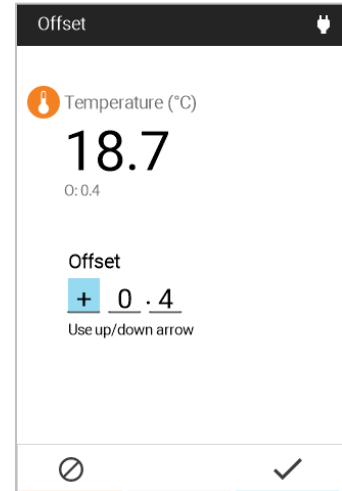 Offset
Temperature (°C)
18.7
O: 0.4
Offset
+ 0 . 4
Use up/down arrow